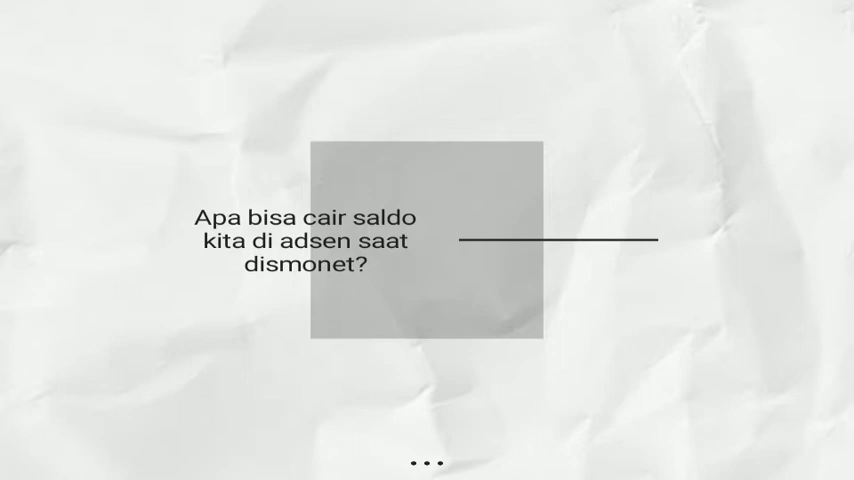 Apa bisa cair saldo
kita di adsen saat
dismonet?